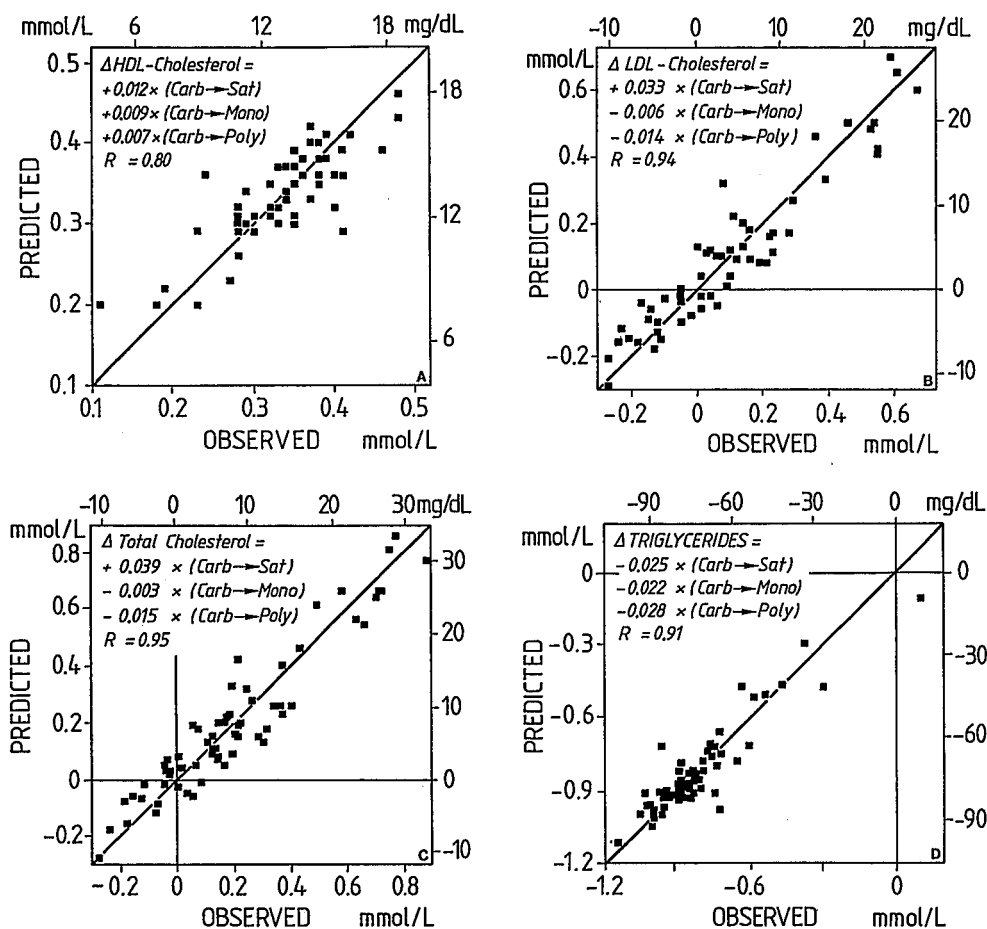 mmol/L 6 12 18 mg/dL
0.5
0.4
0.3
0.2
0.1
PREDICTED
ΔHDL-Cholesterol =
+0.012× (Carb→Sat)
+0.009× (Carb→Mono)
+0.007×(Carb→Poly)
R = 0.80
18
12
6
A
0.1 0.2 0.3 0.4 0.5
OBSERVED mmol/L
-10 0 10 20 mg/dL
mmol/L
0.6
0.4
0.2
0
-0.2
PREDICTED
Δ LDL-Cholesterol =
+ 0.033 × (Carb→Sat)
- 0.006 × (Carb→Mono)
- 0.014 × (Carb→Poly)
R = 0.94
20
10
0
-10
B
-0.2 0 0.2 0.4 0.6
OBSERVED mmol/L
-10 0 10 20 30 mg/dL
mmol/L
0.8
0.6
0.4
0.2
0
-0.2
PREDICTED
Δ Total Cholesterol =
+ 0.039 × (Carb→Sat)
- 0.003 × (Carb→Mono)
- 0.015 × (Carb→Poly)
R = 0.95
30
20
10
0
-10
C
-0.2 0 0.2 0.4 0.6 0.8
OBSERVED mmol/L
-90 -60 -30 0 mg/dL
mmol/L
0
-0.3
-0.6
-0.9
-1.2
PREDICTED
Δ TRIGLYCERIDES =
-0.025 × (Carb→Sat)
-0.022 × (Carb→Mono)
-0.028 × (Carb→Poly)
R = 0.91
0
-30
-60
-90
D
-1.2 -0.6 0
OBSERVED mmol/L